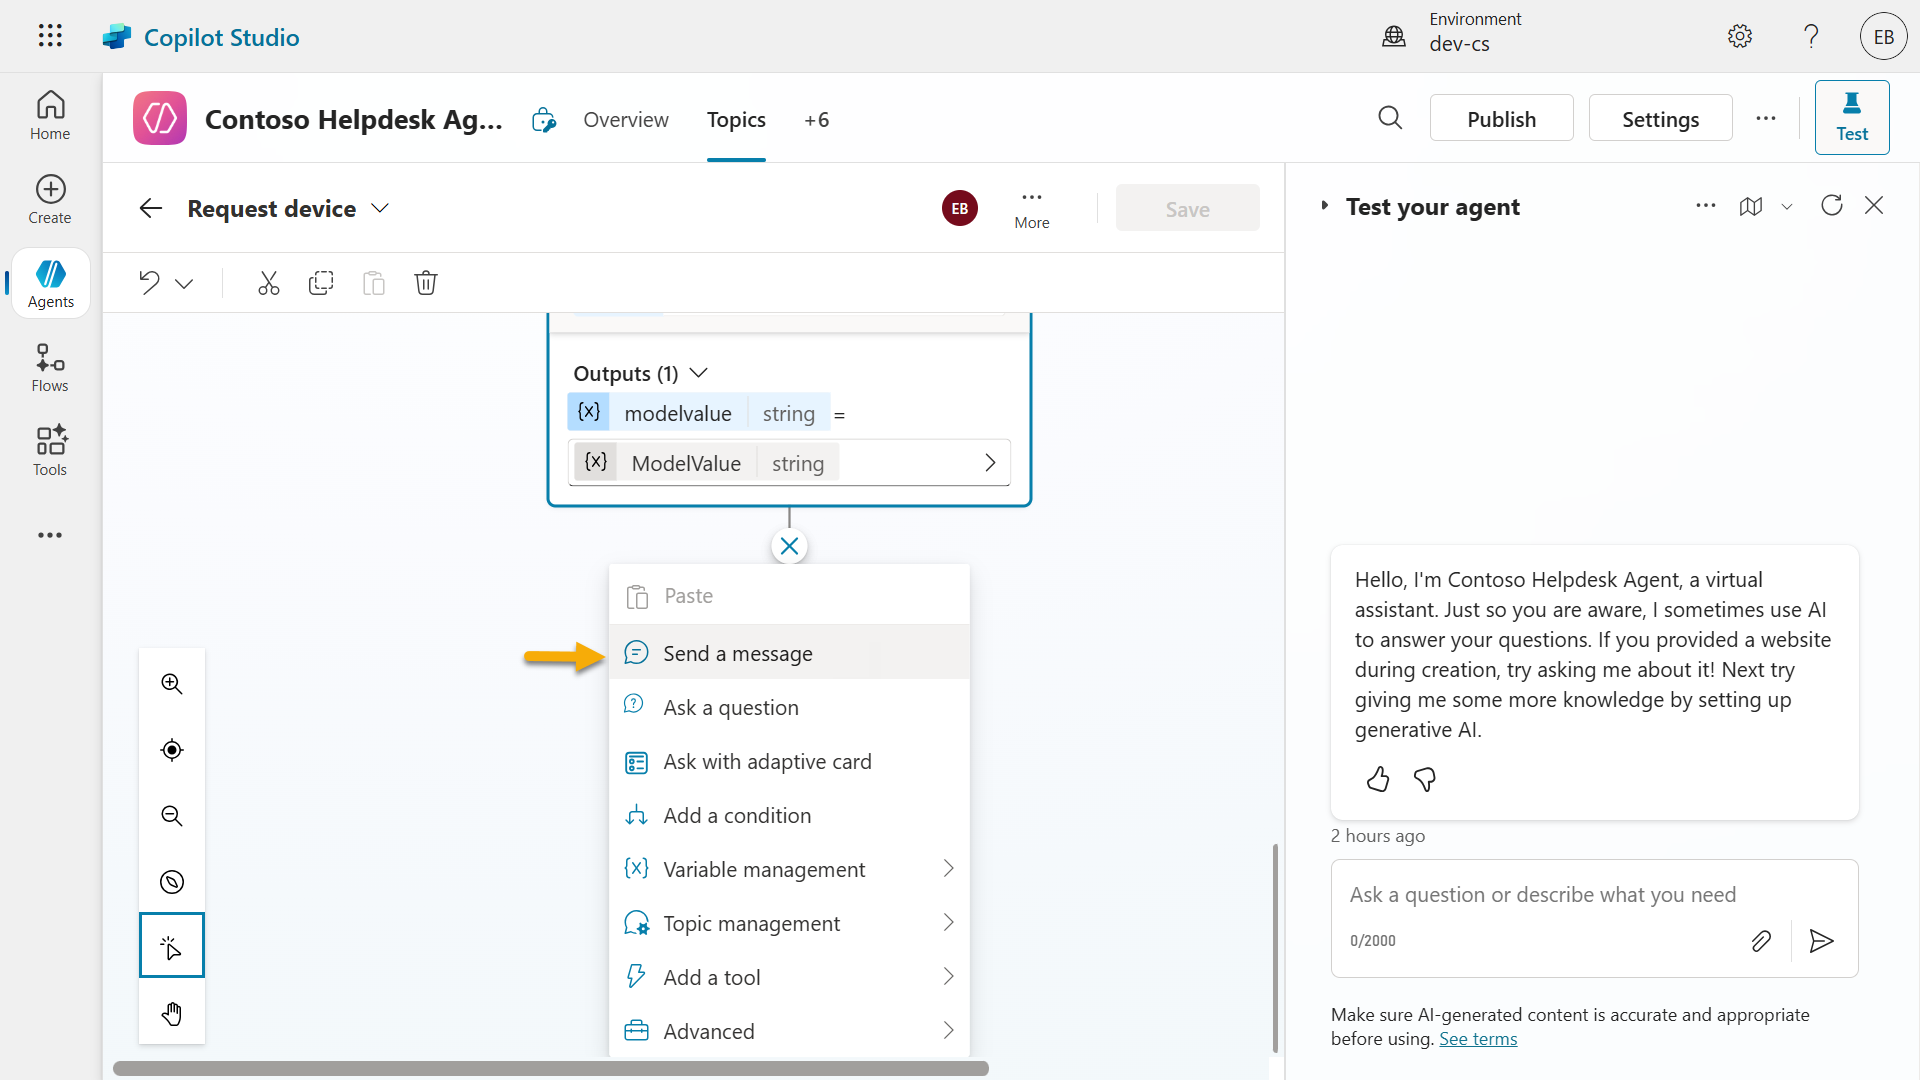 Copilot Studio
Environment
dev-cs
EB
Home
Create
Agents
Flows
Tools
Contoso Helpdesk Ag...
Overview
Topics
+6
Publish
Settings
Test
Request device
EB
More
Save
Outputs (1)
{x} modelvalue string =
{x} ModelValue string
Paste
Send a message
Ask a question
Ask with adaptive card
Add a condition
Variable management
Topic management
Add a tool
Advanced
Test your agent
Hello, I'm Contoso Helpdesk Agent, a virtual
assistant. Just so you are aware, I sometimes use AI
to answer your questions. If you provided a website
during creation, try asking me about it! Next try
giving me some more knowledge by setting up
generative AI.
2 hours ago
Ask a question or describe what you need
0/2000
Make sure AI-generated content is accurate and appropriate
before using. See terms